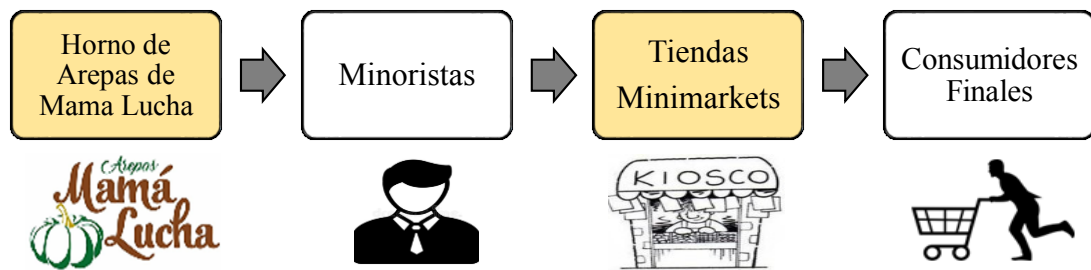 Horno de
Arepas de
Mama Lucha
Minoristas
Tiendas
Minimarkets
Consumidores
Finales
Arepas
Mamá
Lucha
KIOSCO